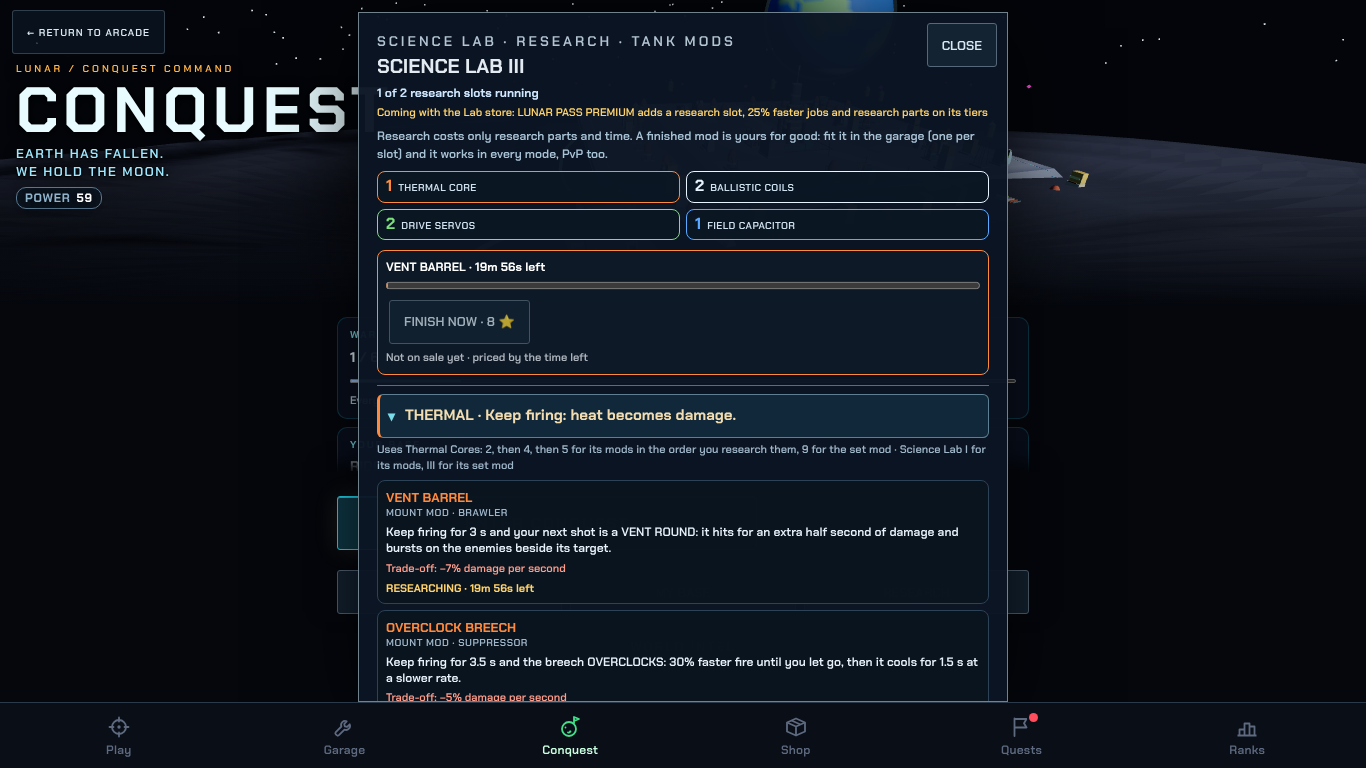 ← RETURN TO ARCADE
LUNAR / CONQUEST COMMAND
CONQUEST
EARTH HAS FALLEN.
WE HOLD THE MOON.
POWER 59
SCIENCE LAB · RESEARCH · TANK MODS
SCIENCE LAB III
CLOSE
1 of 2 research slots running
Coming with the Lab store: LUNAR PASS PREMIUM adds a research slot, 25% faster jobs and research parts on its tiers
Research costs only research parts and time. A finished mod is yours for good: fit it in the garage (one per
slot) and it works in every mode, PvP too.
1 THERMAL CORE
2 BALLISTIC COILS
2 DRIVE SERVOS
1 FIELD CAPACITOR
VENT BARREL · 19m 56s left
FINISH NOW · 8 ⭐
Not on sale yet · priced by the time left
▼ THERMAL · Keep firing: heat becomes damage.
Uses Thermal Cores: 2, then 4, then 5 for its mods in the order you research them, 9 for the set mod · Science Lab I for
its mods, III for its set mod
VENT BARREL
MOUNT MOD · BRAWLER
Keep firing for 3 s and your next shot is a VENT ROUND: it hits for an extra half second of damage and
bursts on the enemies beside its target.
Trade-off: −7% damage per second
RESEARCHING · 19m 56s left
OVERCLOCK BREECH
MOUNT MOD · SUPPRESSOR
Keep firing for 3.5 s and the breech OVERCLOCKS: 30% faster fire until you let go, then it cools for 1.5 s at
a slower rate.
Trade-off: −5% damage per second
Play
Garage
Conquest
Shop
Quests
Ranks